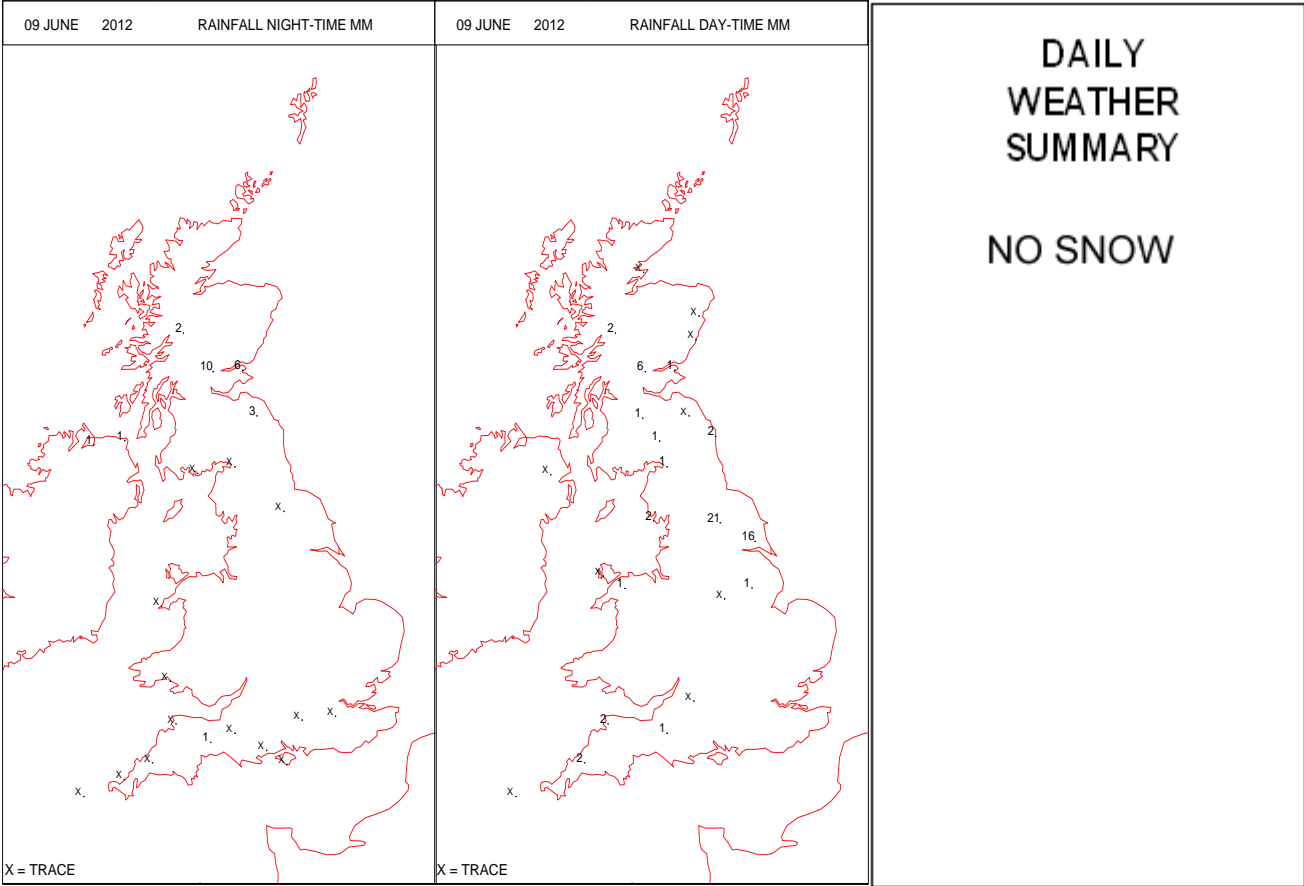 09 JUNE 2012 RAINFALL NIGHT-TIME MM
2.
10. 6.
3.
1. 1.
X. X.
X.
X.
X.
X. X. X.
1. X.
X.
X. X.
X.
X.
X = TRACE
09 JUNE 2012 RAINFALL DAY-TIME MM
X.
X.
2.
X.
6. 1.
1. X.
2.
1.
X. 1.
2. 21.
16.
X.
1. 1.
X.
X.
2. 1.
2.
X.
X = TRACE
DAILY
WEATHER
SUMMARY
NO SNOW